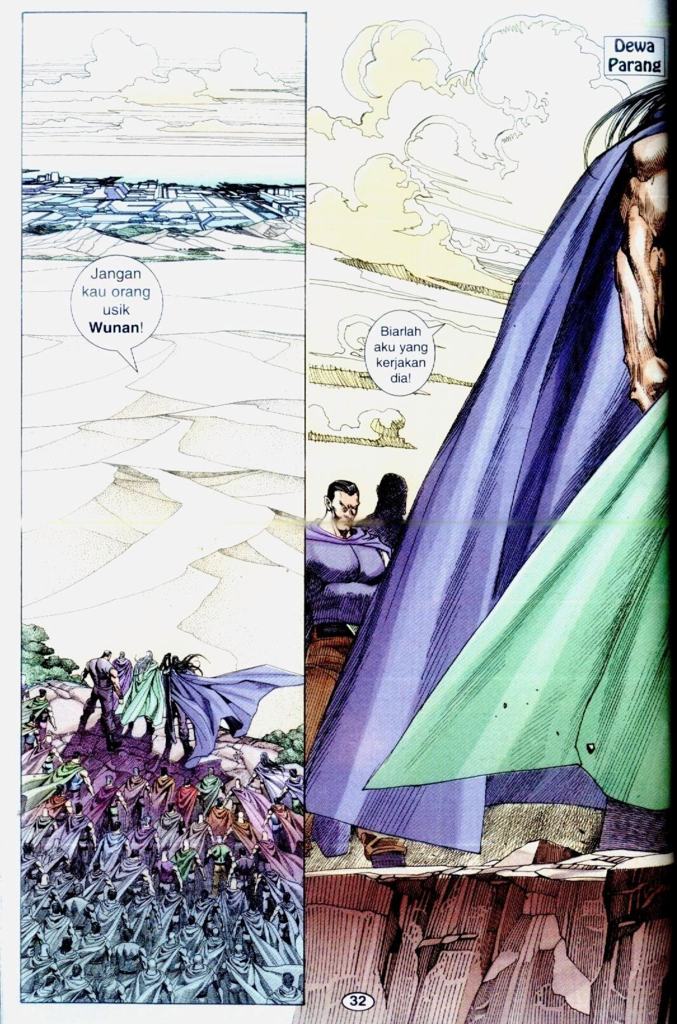 Jangan
kau orang
usik
Wunan!
Dewa
Parang
Biarlah
aku yang
kerjakan
dia!
32